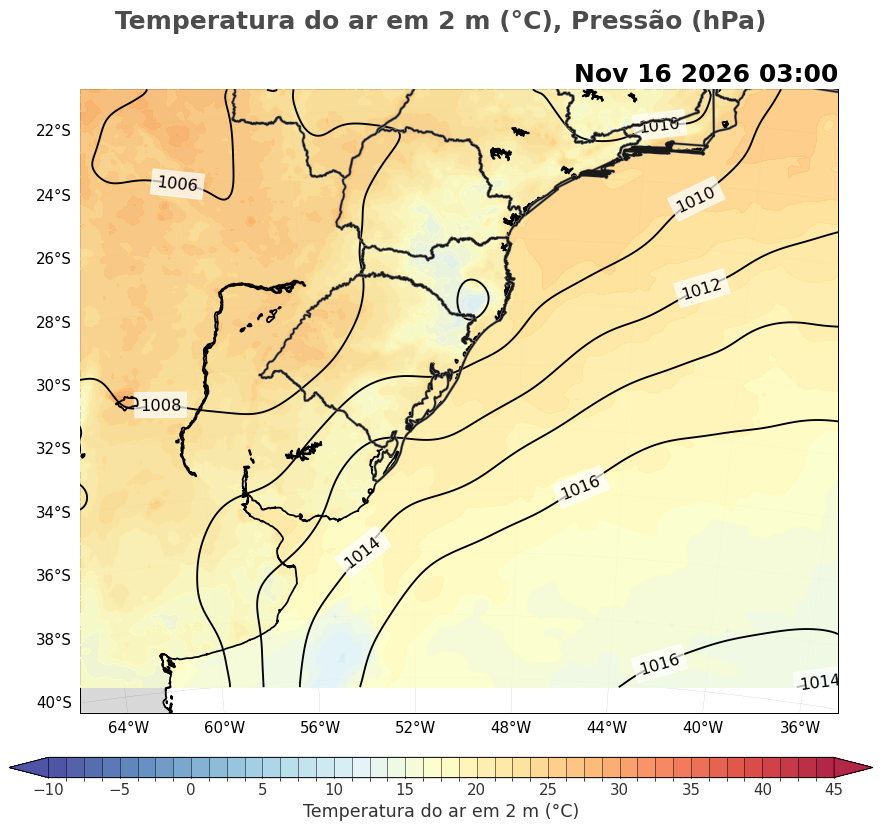 Temperatura do ar em 2 m (°C), Pressão (hPa)
Nov 16 2026 03:00
22°S
24°S
26°S
28°S
30°S
32°S
34°S
36°S
38°S
40°S
1010
1006
1010
1012
1008
1016
1014
1016
1014
64°W
60°W
56°W
52°W
48°W
44°W
40°W
36°W
−10
−5
0
5
10
15
20
25
30
35
40
45
Temperatura do ar em 2 m (°C)